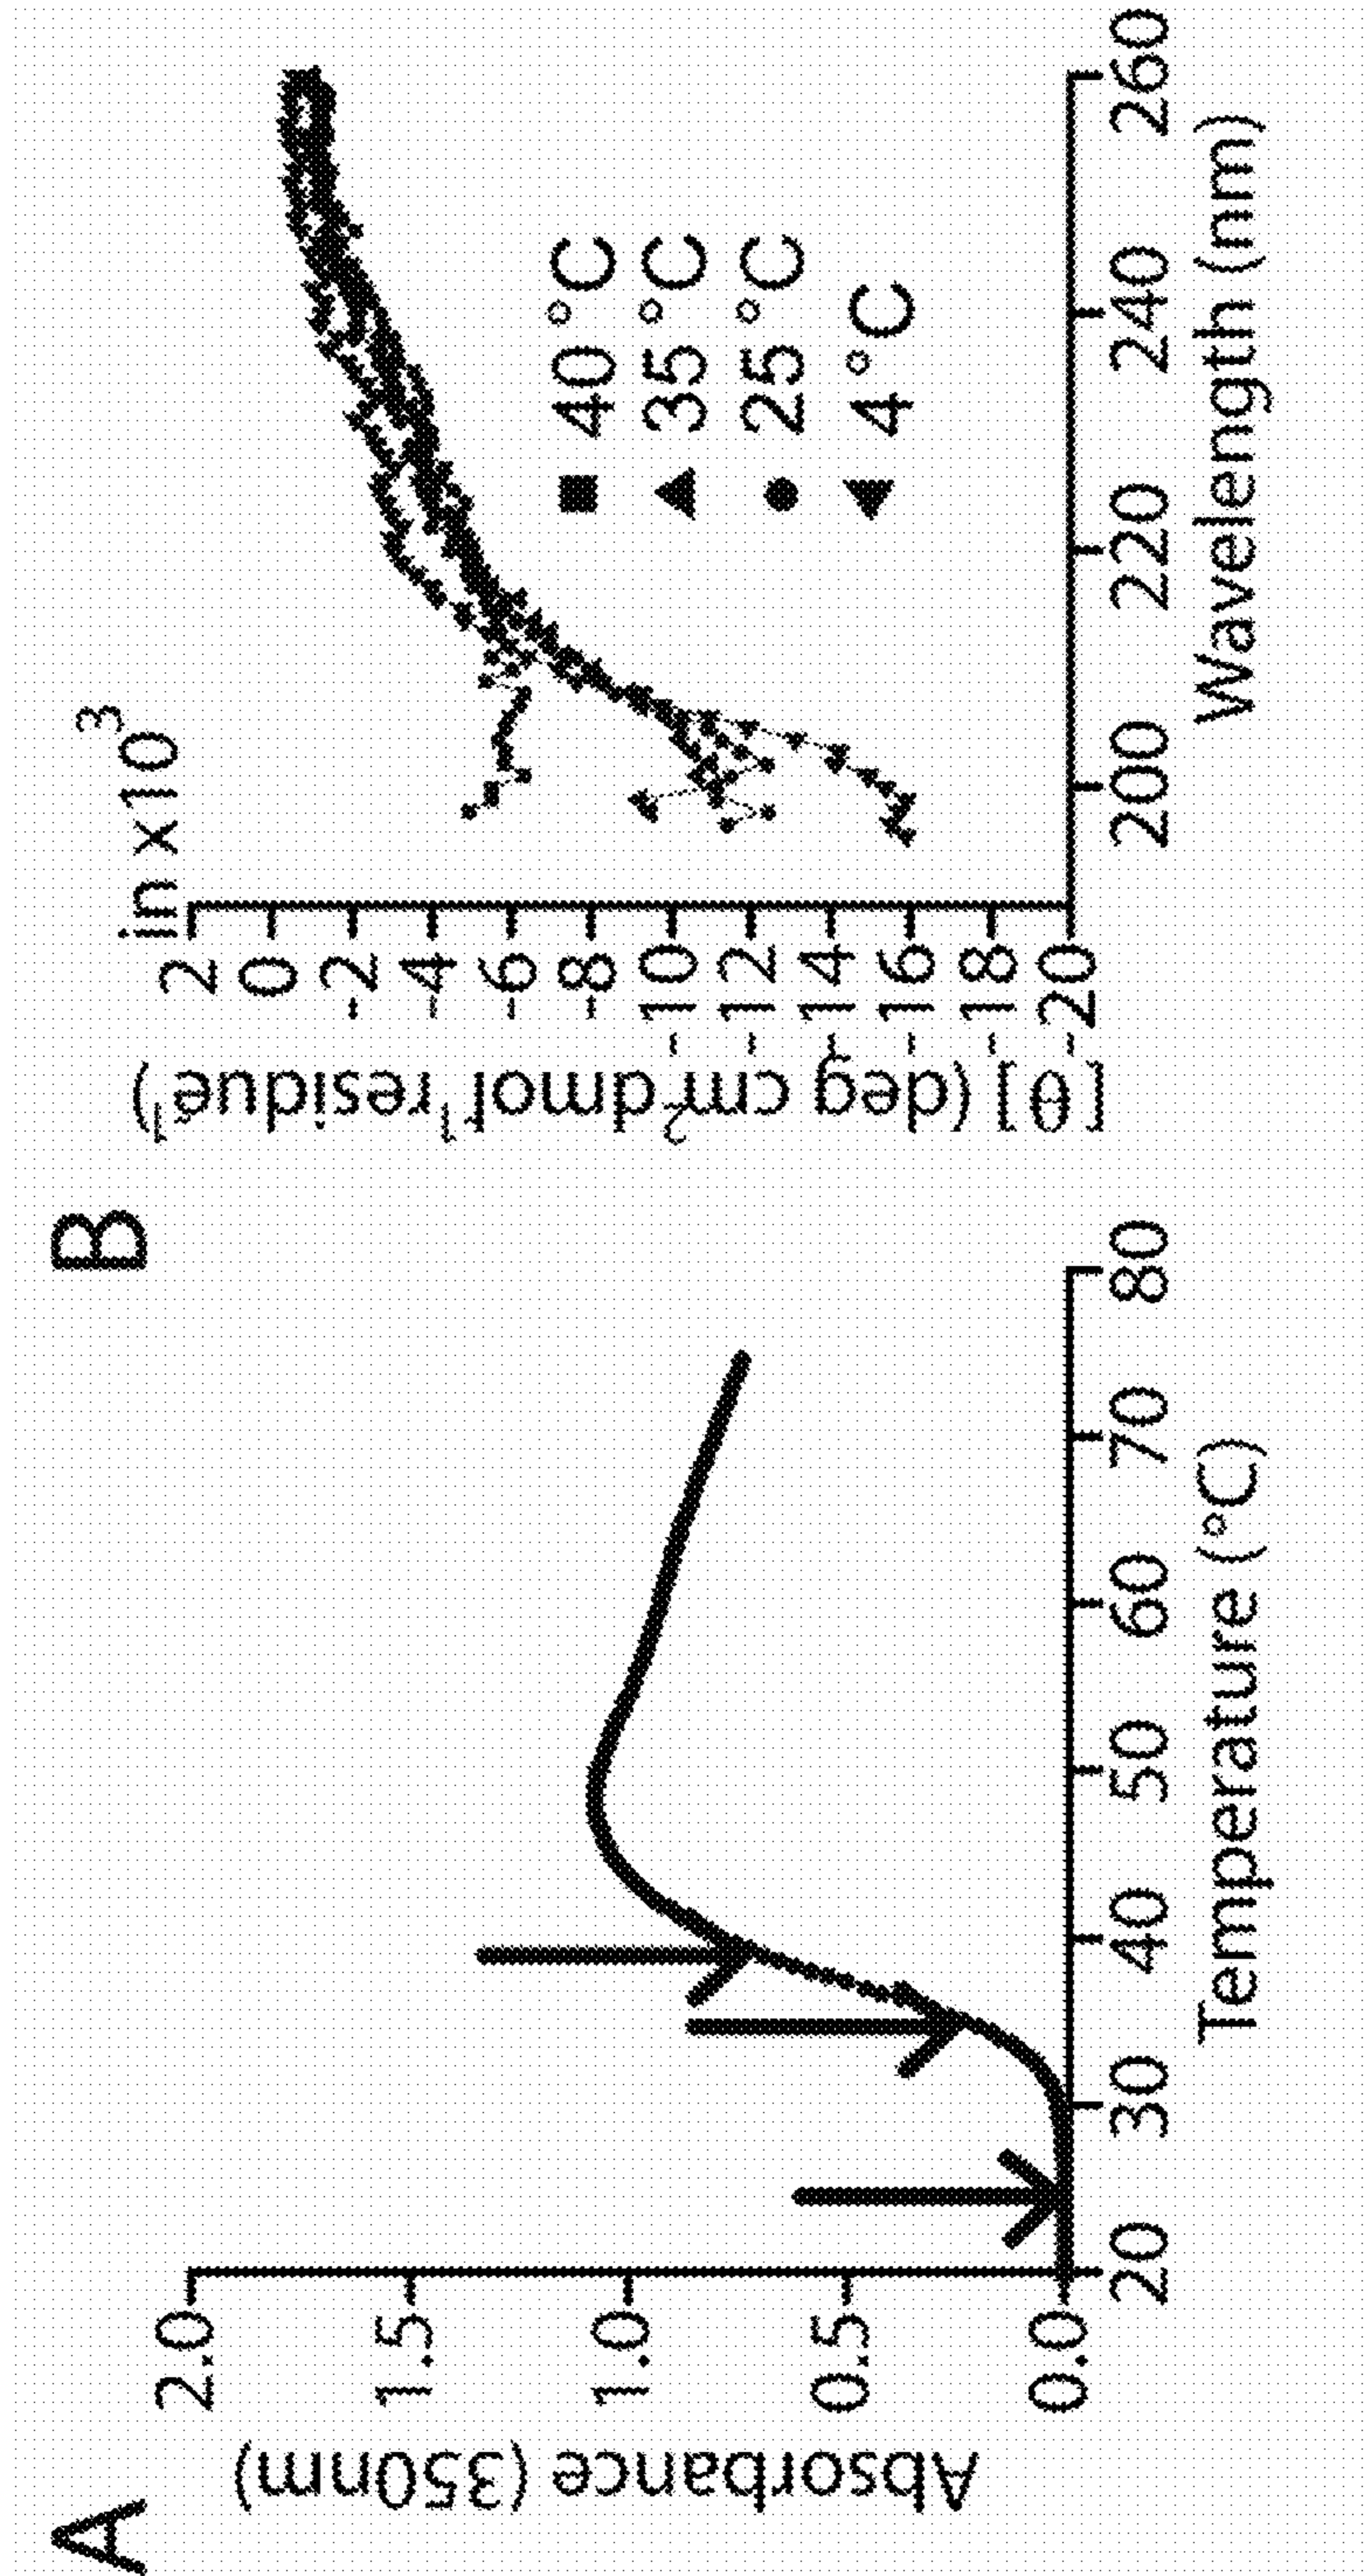 A
Absorbance (350nm)
2.0
1.5
1.0
0.5
0.0
20 30 40 50 60 70 80
Temperature (°C)
B
in x10³
[θ] (deg cm² dmol⁻¹ residue⁻¹)
2
0
-2
-4
-6
-8
-10
-12
-14
-16
-18
-20
■ 40 °C
▲ 35 °C
● 25 °C
▼ 4 °C
200 220 240 260
Wavelength (nm)